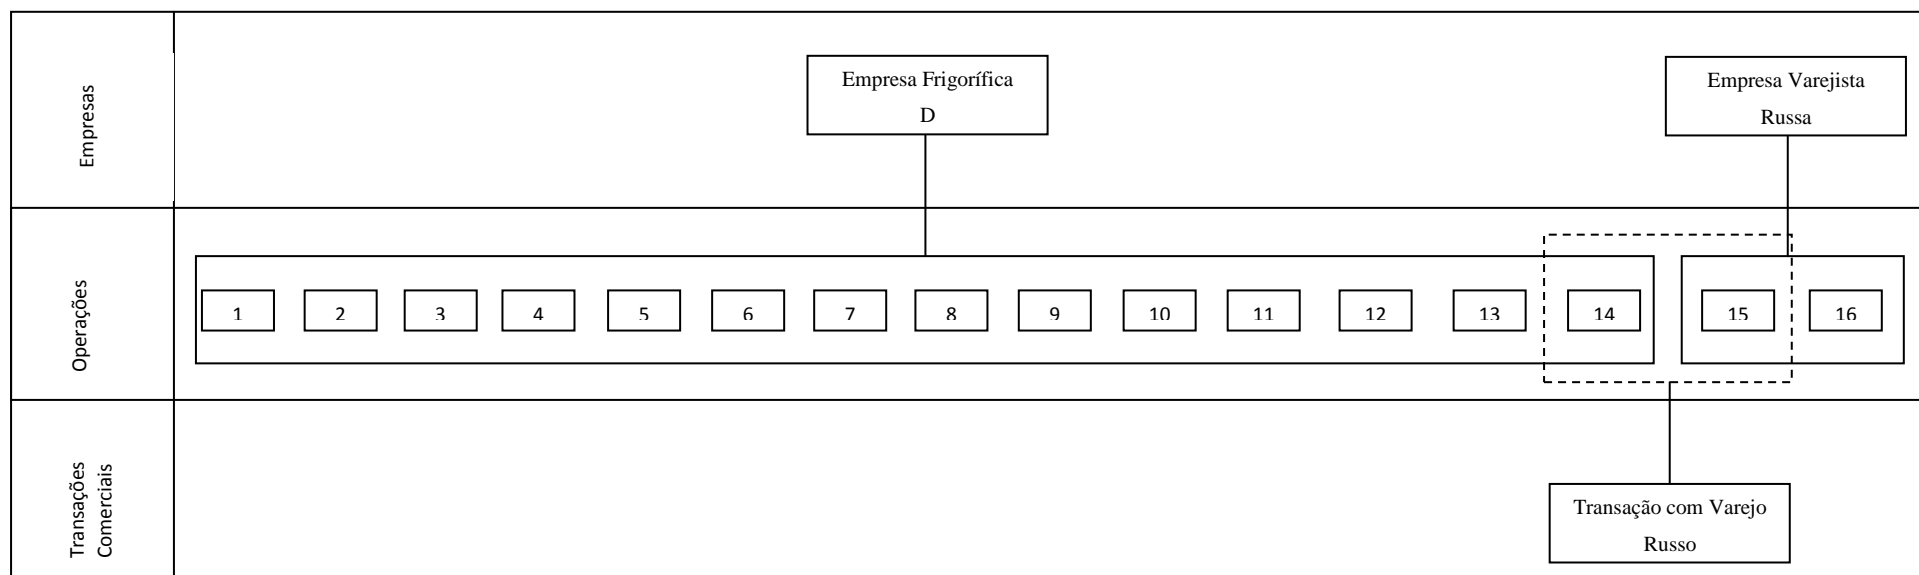 Empresas
Empresa Frigorífica
D
Empresa Varejista
Russa
Operações
1
2
3
4
5
6
7
8
9
10
11
12
13
14
15
16
Transações
Comerciais
Transação com Varejo
Russo